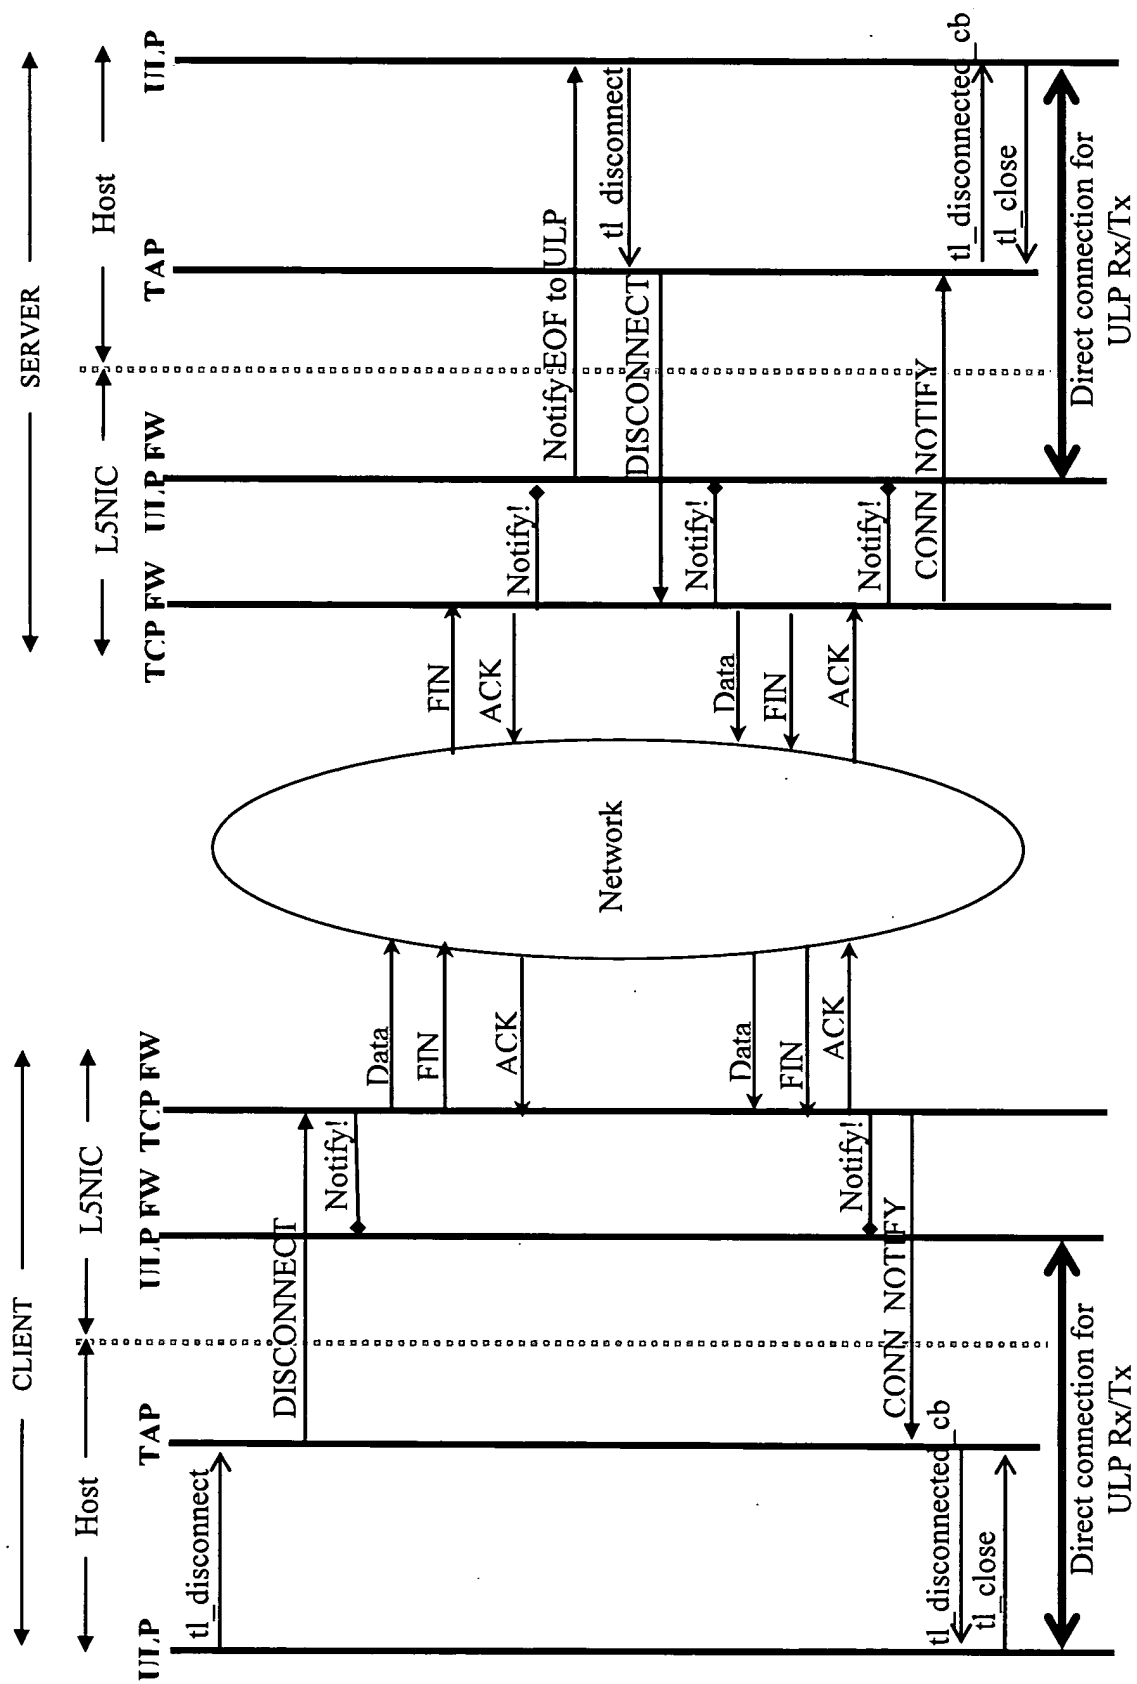 CLIENT
SERVER
Host
L5NIC
L5NIC
Host
ULP
TAP
ULP FW
TCP FW
TCP FW
ULP FW
TAP
ULP
tl_disconnect
DISCONNECT
Notify!
Data
FIN
ACK
Network
FIN
ACK
Notify!
Notify EOF to ULP
tl_disconnect
DISCONNECT
Notify!
Data
FIN
ACK
Notify!
CONN NOTIFY
tl_disconnected_cb
tl_close
Data
FIN
ACK
Notify!
CONN NOTIFY
tl_disconnected_cb
tl_close
Direct connection for
ULP Rx/Tx
Direct connection for
ULP Rx/Tx